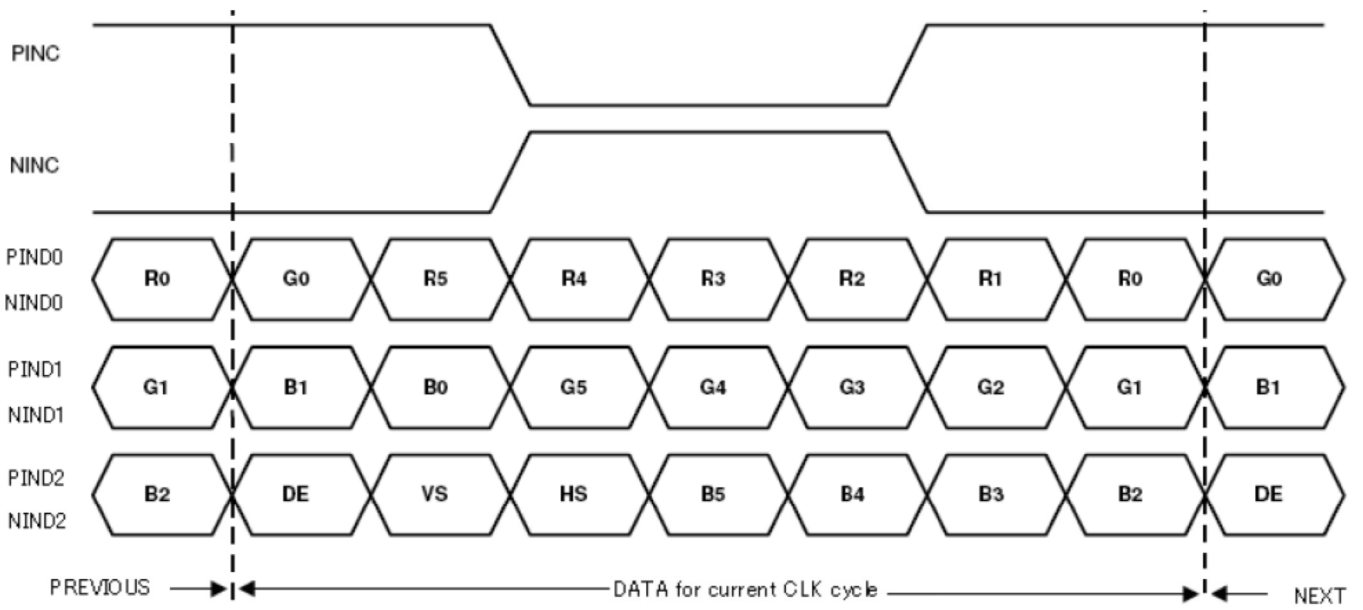 PINC
NINC
PIND0
NIND0
R0 G0 R5 R4 R3 R2 R1 R0 G0
PIND1
NIND1
G1 B1 B0 G5 G4 G3 G2 G1 B1
PIND2
NIND2
B2 DE VS HS B5 B4 B3 B2 DE
PREVIOUS DATA for current CLK cycle NEXT